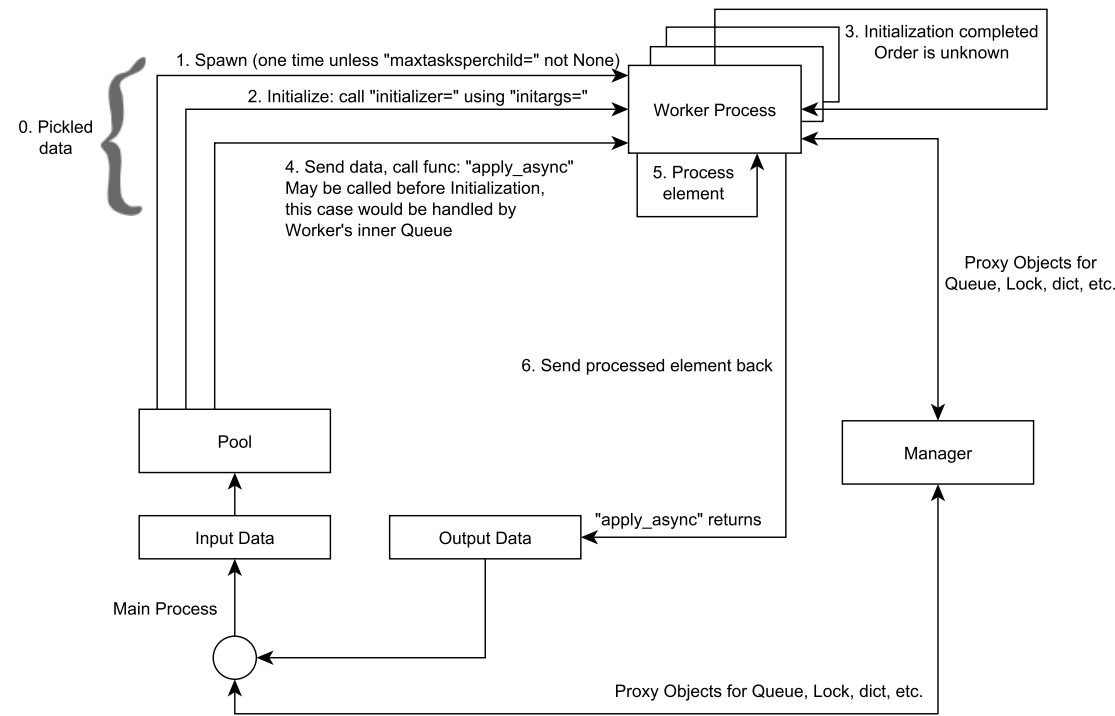 1. Spawn (one time unless "maxtasksperchild=" not None)
3. Initialization completed
Order is unknown
2. Initialize: call "initializer=" using "initargs="
Worker Process
0. Pickled
data
4. Send data, call func: "apply_async"
May be called before Initialization,
this case would be handled by
Worker's inner Queue
5. Process
element
Proxy Objects for
Queue, Lock, dict, etc.
6. Send processed element back
Pool
Manager
"apply_async" returns
Input Data
Output Data
Main Process
Proxy Objects for Queue, Lock, dict, etc.